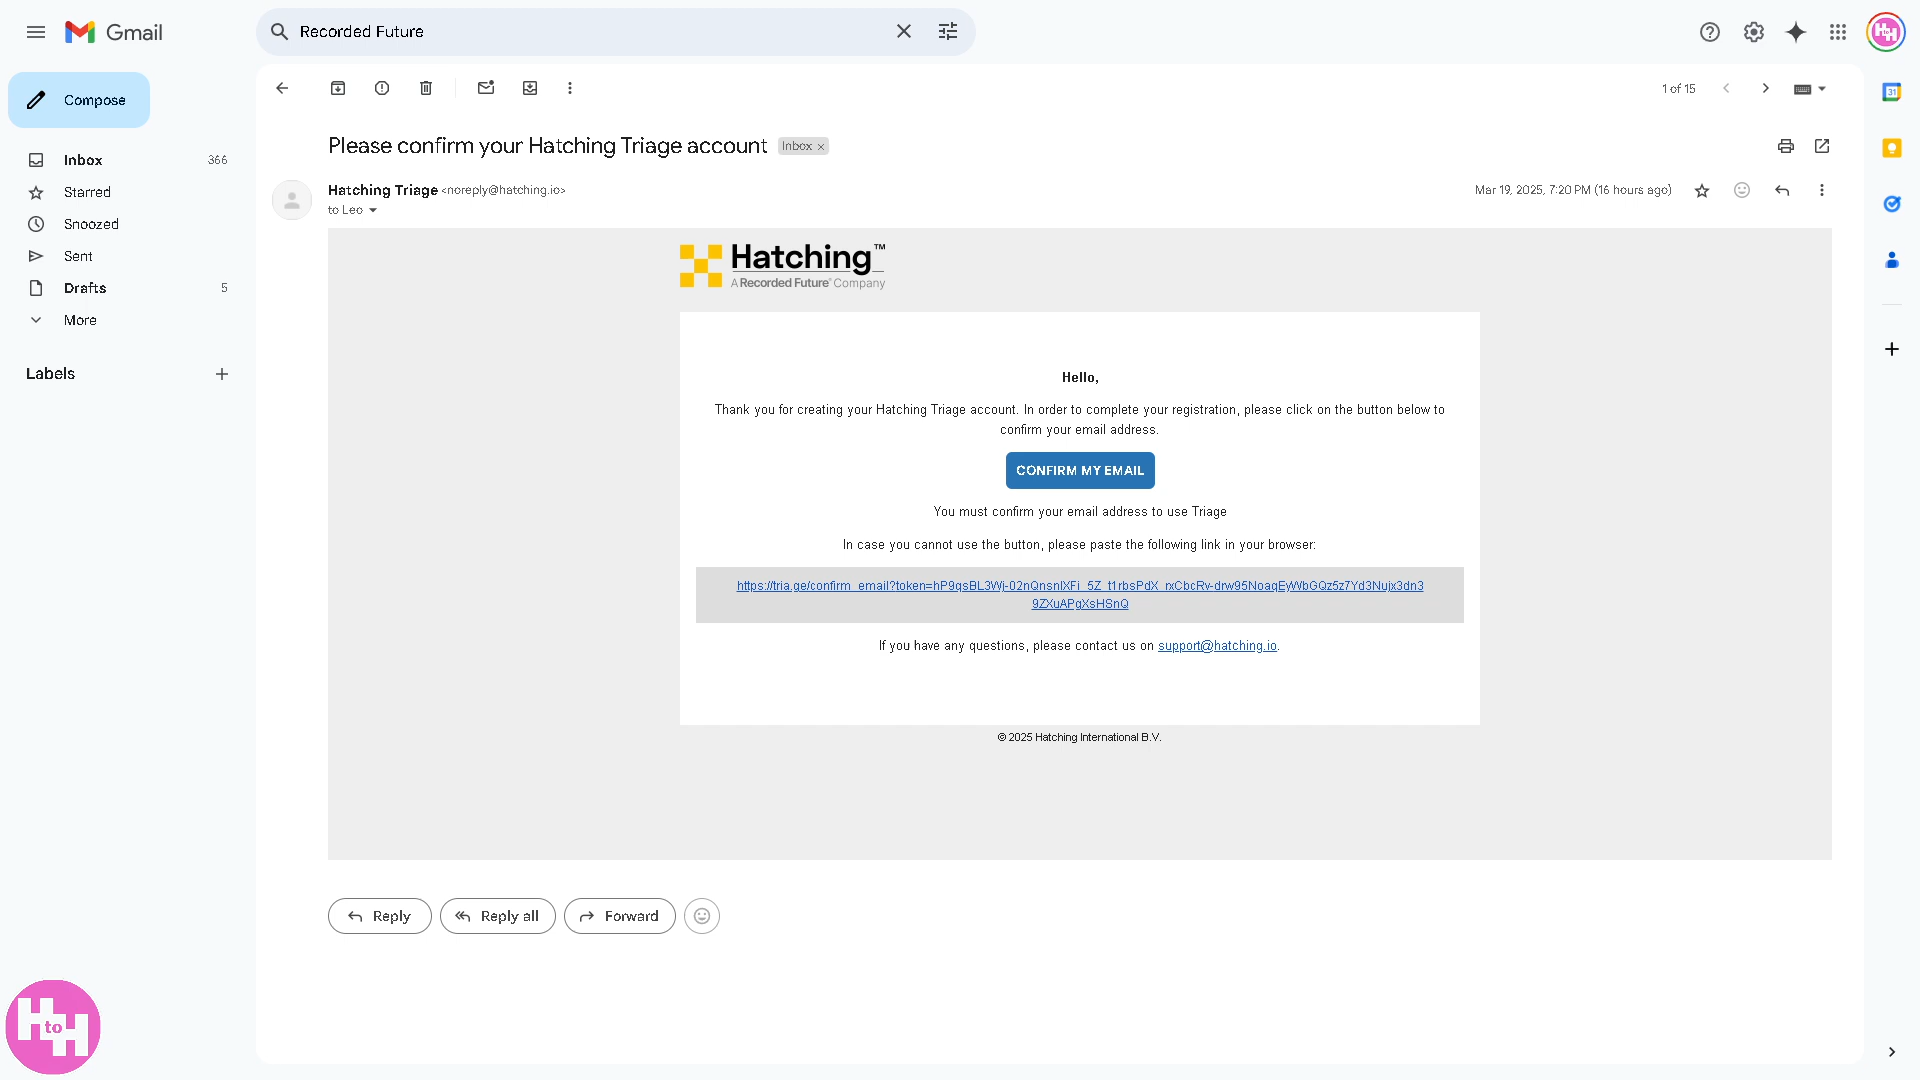 Gmail
Recorded Future
Compose
1 of 15
Please confirm your Hatching Triage account
Inbox ×
Inbox 366
Starred
Snoozed
Sent
Drafts 5
More
Labels
Hatching Triage <noreply@hatching.io>
Mar 19, 2025, 7:20 PM (16 hours ago)
to Leo
Hatching™
A Recorded Future® Company
Hello,
Thank you for creating your Hatching Triage account. In order to complete your registration, please click on the button below to
confirm your email address.
CONFIRM MY EMAIL
You must confirm your email address to use Triage
In case you cannot use the button, please paste the following link in your browser:
https://tria.ge/confirm_email?token=hP9qsBL3Wj-02nQnsnIXFi_5Z_t1rbsPdX_rxCbcRv-drw95NoaqEyWbGQz5z7Yd3Nujx3dn3
9ZXuAPgXsHSnQ
If you have any questions, please contact us on support@hatching.io.
© 2025 Hatching International B.V.
Reply
Reply all
Forward
31
H to H
H to H